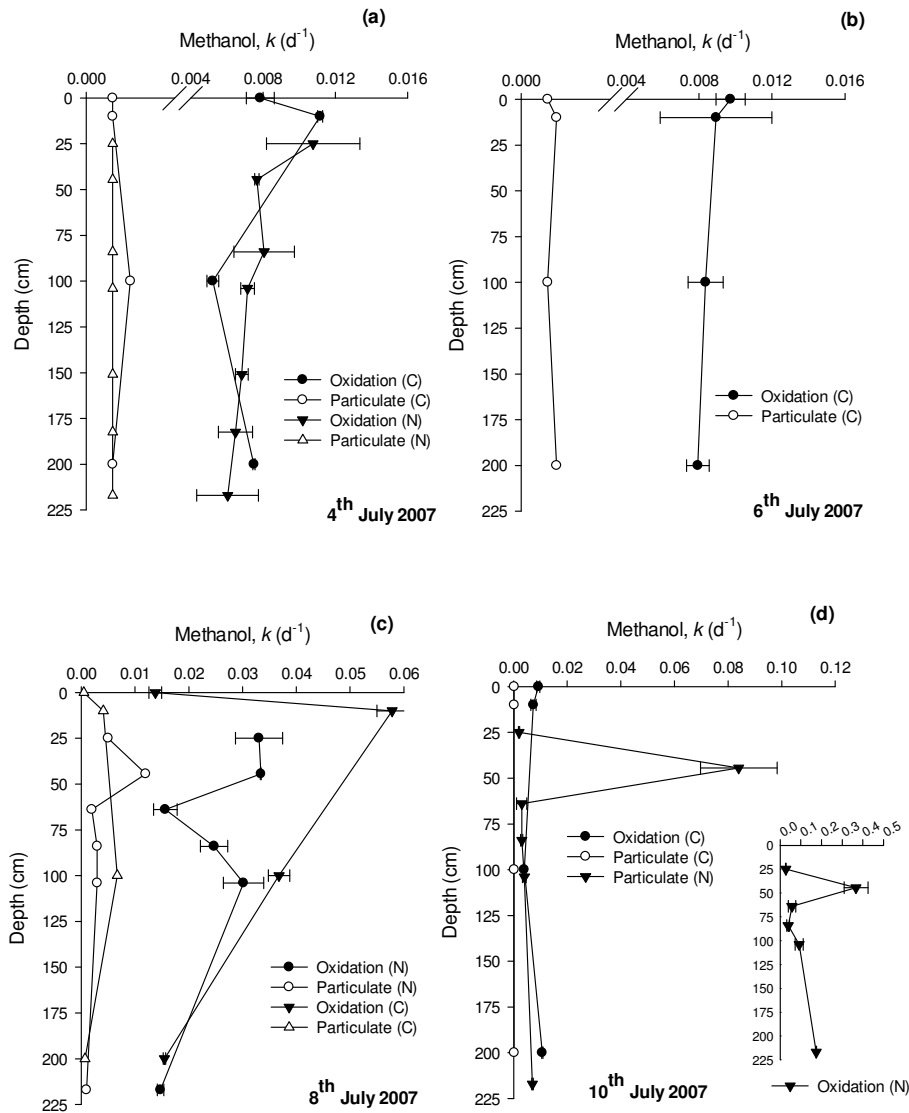 (a)
Methanol, k (d⁻¹)
0.000 0.004 0.008 0.012 0.016
Depth (cm)
0
25
50
75
100
125
150
175
200
225
Oxidation (C)
Particulate (C)
Oxidation (N)
Particulate (N)
4th July 2007
(b)
Methanol, k (d⁻¹)
0.000 0.004 0.008 0.012 0.016
Depth (cm)
0
25
50
75
100
125
150
175
200
225
Oxidation (C)
Particulate (C)
6th July 2007
(c)
Methanol, k (d⁻¹)
0.00 0.01 0.02 0.03 0.04 0.05 0.06
Depth (cm)
0
25
50
75
100
125
150
175
200
225
Oxidation (N)
Particulate (N)
Oxidation (C)
Particulate (C)
8th July 2007
(d)
Methanol, k (d⁻¹)
0.00 0.02 0.04 0.06 0.08 0.10 0.12
Depth (cm)
0
25
50
75
100
125
150
175
200
225
Oxidation (C)
Particulate (C)
Particulate (N)
10th July 2007
0.0 0.1 0.2 0.3 0.4 0.5
0
25
50
75
100
125
150
175
200
225
Oxidation (N)